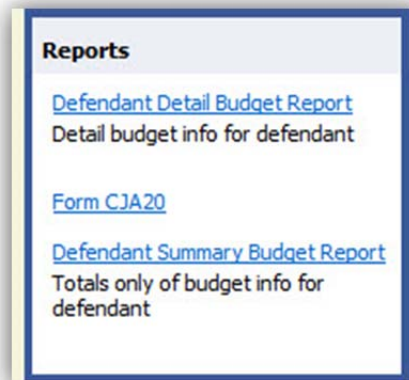 Reports
Defendant Detail Budget Report
Detail budget info for defendant
Form CJA20
Defendant Summary Budget Report
Totals only of budget info for
defendant